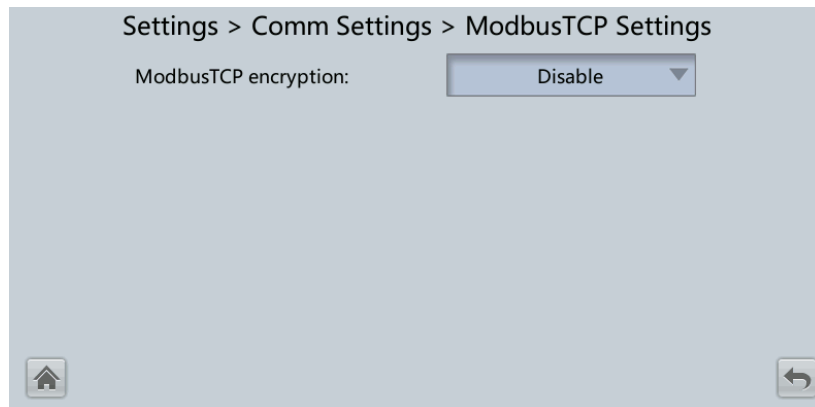 Settings > Comm Settings > ModbusTCP Settings
ModbusTCP encryption: Disable